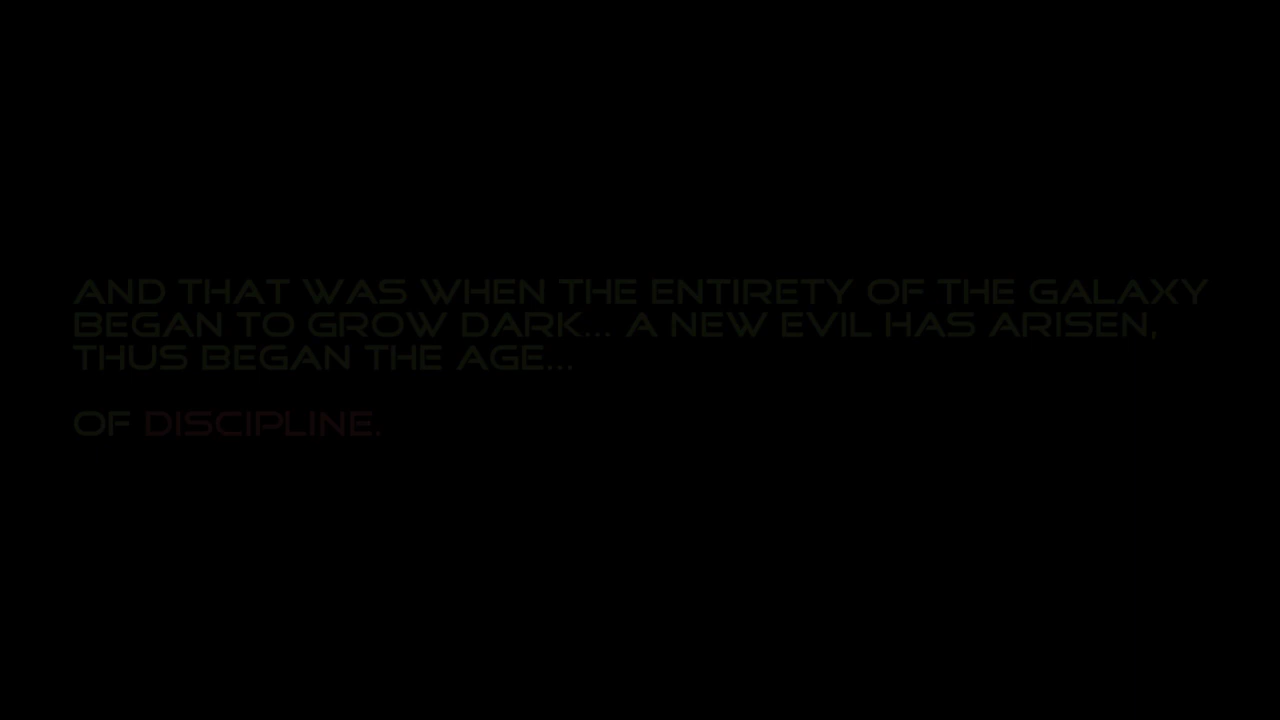 AND THAT WAS WHEN THE ENTIRETY OF THE GALAXY
BEGAN TO GROW DARK... A NEW EVIL HAS ARISEN,
THUS BEGAN THE AGE...
OF DISCIPLINE.